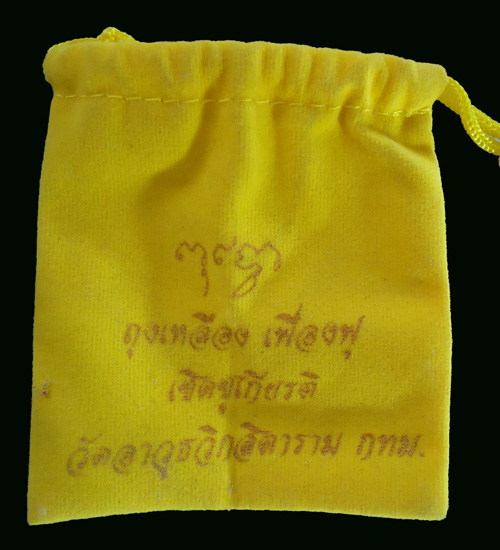 ถุงเหลือง เฟื่องฟุ
เชิดชูเกียรติ
วัดอาวุธวิกสิตาราม กทม.